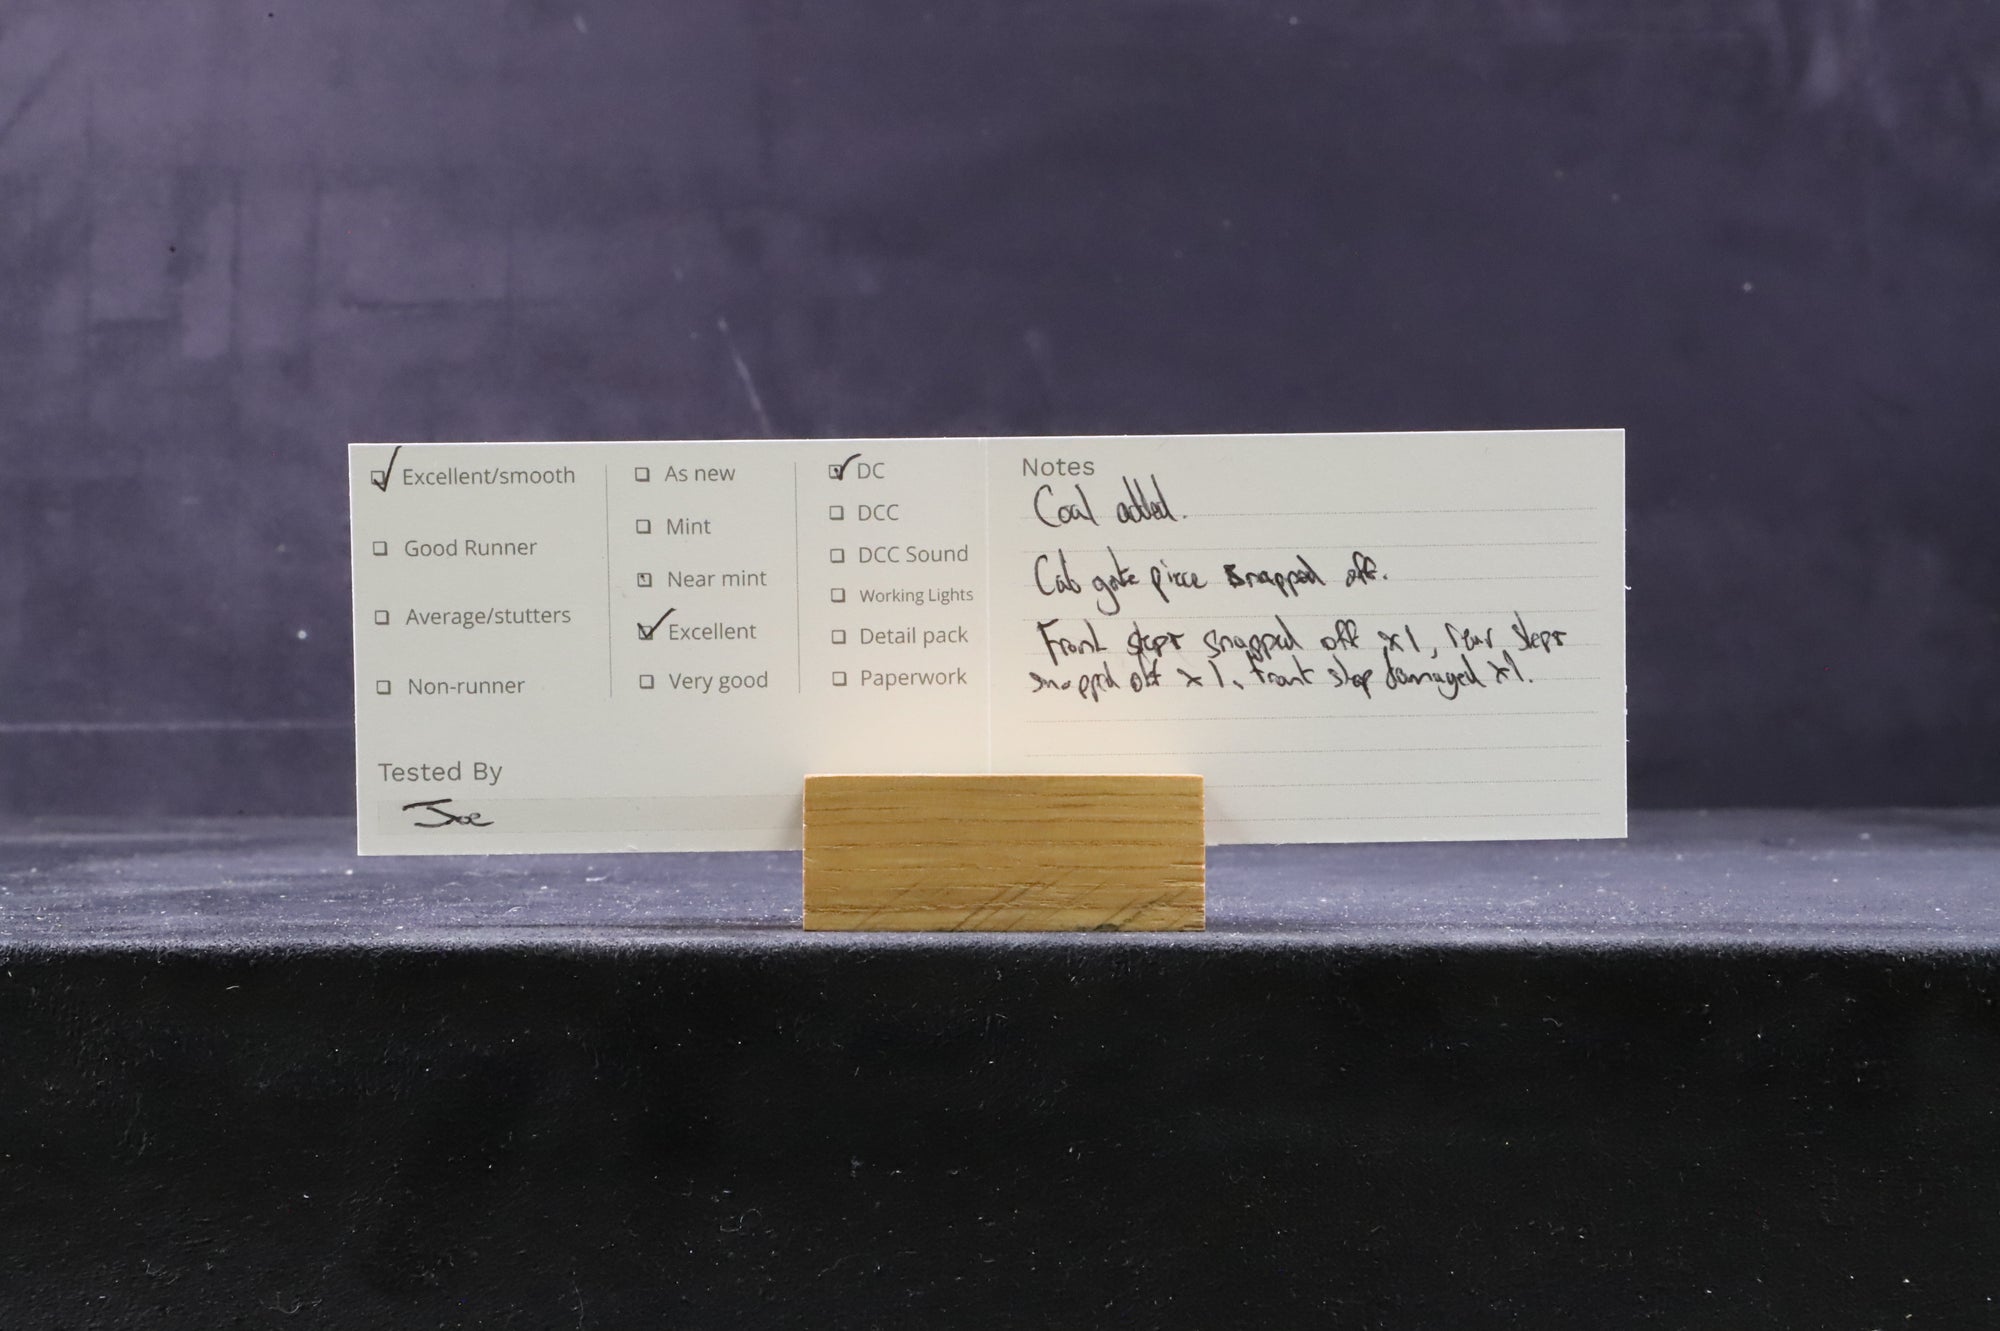 Excellent/smooth
Good Runner
Average/stutters
Non-runner
As new
Mint
Near mint
Excellent
Very good
DC
DCC
DCC Sound
Working Lights
Detail pack
Paperwork
Tested By
Joe
Notes
Coal added.
Cab gate piece snapped off.
Front steps snapped off x1, rear steps
snapped off x1, front step damaged x1.